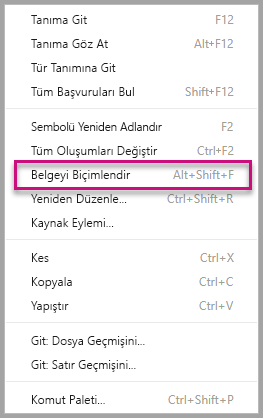 Tanıma Git F12
Tanıma Göz At Alt+F12
Tür Tanımına Git
Tüm Başvuruları Bul Shift+F12
Sembolü Yeniden Adlandır F2
Tüm Oluşumları Değiştir Ctrl+F2
Belgeyi Biçimlendir Alt+Shift+F
Yeniden Düzenle... Ctrl+Shift+R
Kaynak Eylemi...
Kes Ctrl+X
Kopyala Ctrl+C
Yapıştır Ctrl+V
Git: Dosya Geçmişini...
Git: Satır Geçmişini...
Komut Paleti... Ctrl+Shift+P